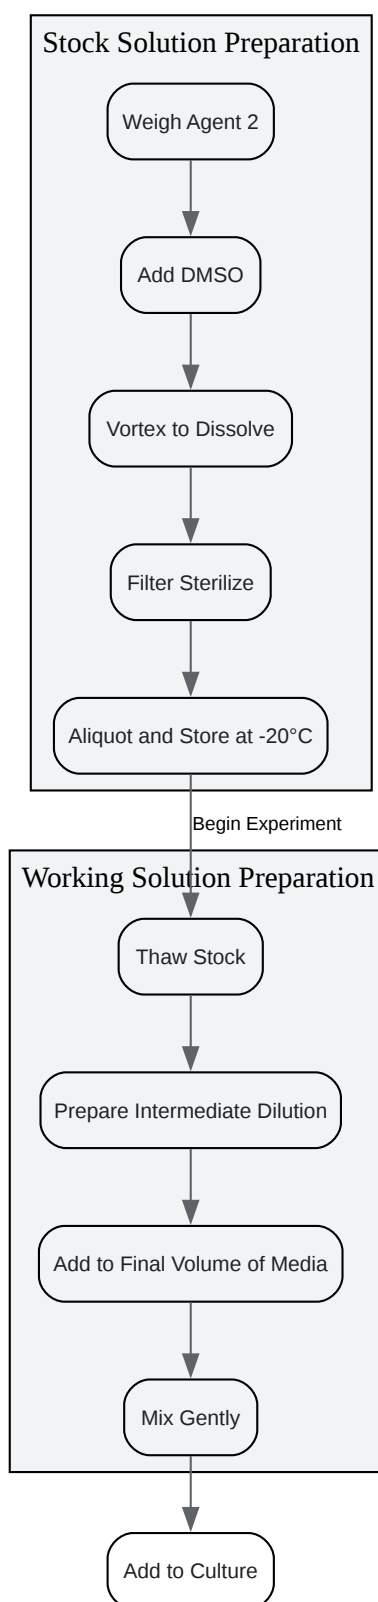 Stock Solution Preparation
Weigh Agent 2
Add DMSO
Vortex to Dissolve
Filter Sterilize
Aliquot and Store at -20°C
Begin Experiment
Working Solution Preparation
Thaw Stock
Prepare Intermediate Dilution
Add to Final Volume of Media
Mix Gently
Add to Culture